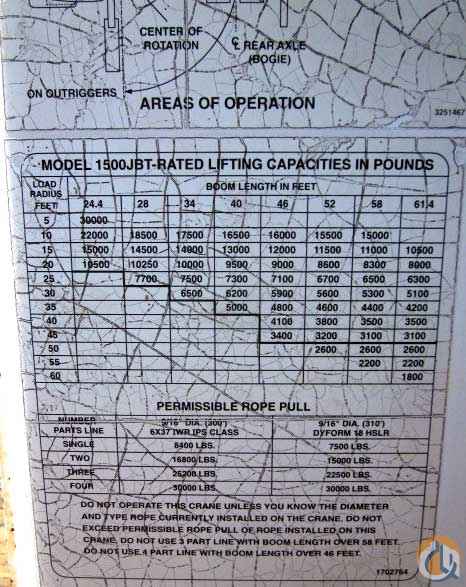 CENTER OF
ROTATION
℄ REAR AXLE
(BOGIE)
ON OUTRIGGERS
AREAS OF OPERATION
3251467
MODEL 1500JBT-RATED LIFTING CAPACITIES IN POUNDS
LOAD RADIUS FEET BOOM LENGTH IN FEET
24.4 28 34 40 46 52 58 61.4
5 30000
10 22000 18500 17500 16500 16000 15500 15000
15 15000 14500 14000 13000 12000 11500 11000 10500
20 10500 10250 10000 9500 9000 8600 8300 8000
25 7700 7500 7300 7100 6700 6500 6300
30 6500 6200 5900 5600 5300 5100
35 5000 4800 4600 4400 4200
40 4100 3800 3500 3500
45 3400 3200 3100 3100
50 2600 2600 2600
55 2200 2200
60 1800
PERMISSIBLE ROPE PULL
NUMBER PARTS LINE 9/16" DIA. (300') 6X37 IWR IPS CLASS 9/16" DIA. (310') DYFORM 18 HSLR
SINGLE 8400 LBS. 7500 LBS.
TWO 16800 LBS. 15000 LBS.
THREE 25200 LBS. 22500 LBS.
FOUR 30000 LBS. 30000 LBS.
DO NOT OPERATE THIS CRANE UNLESS YOU KNOW THE DIAMETER
AND TYPE ROPE CURRENTLY INSTALLED ON THE CRANE. DO NOT
EXCEED PERMISSIBLE ROPE PULL OF ROPE INSTALLED ON THIS
CRANE. DO NOT USE 3 PART LINE WITH BOOM LENGTH OVER 58 FEET.
DO NOT USE 4 PART LINE WITH BOOM LENGTH OVER 46 FEET.
1702764